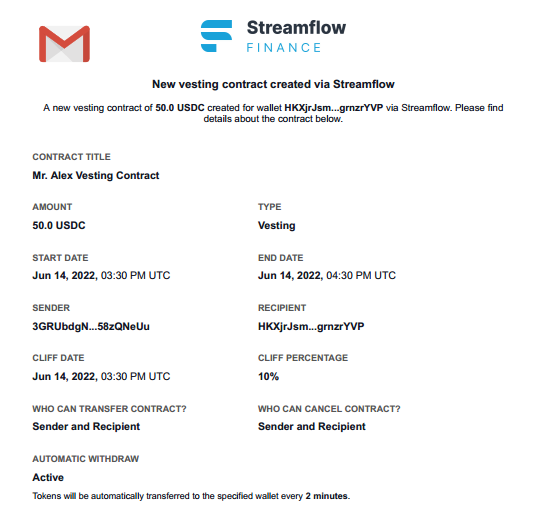 Streamflow
FINANCE
New vesting contract created via Streamflow
A new vesting contract of 50.0 USDC created for wallet HKXjrJsm...grnzrYVP via Streamflow. Please find
details about the contract below.
CONTRACT TITLE
Mr. Alex Vesting Contract
AMOUNT
50.0 USDC
TYPE
Vesting
START DATE
Jun 14, 2022, 03:30 PM UTC
END DATE
Jun 14, 2022, 04:30 PM UTC
SENDER
3GRUbdgN...58zQNeUu
RECIPIENT
HKXjrJsm...grnzrYVP
CLIFF DATE
Jun 14, 2022, 03:30 PM UTC
CLIFF PERCENTAGE
10%
WHO CAN TRANSFER CONTRACT?
Sender and Recipient
WHO CAN CANCEL CONTRACT?
Sender and Recipient
AUTOMATIC WITHDRAW
Active
Tokens will be automatically transferred to the specified wallet every 2 minutes.